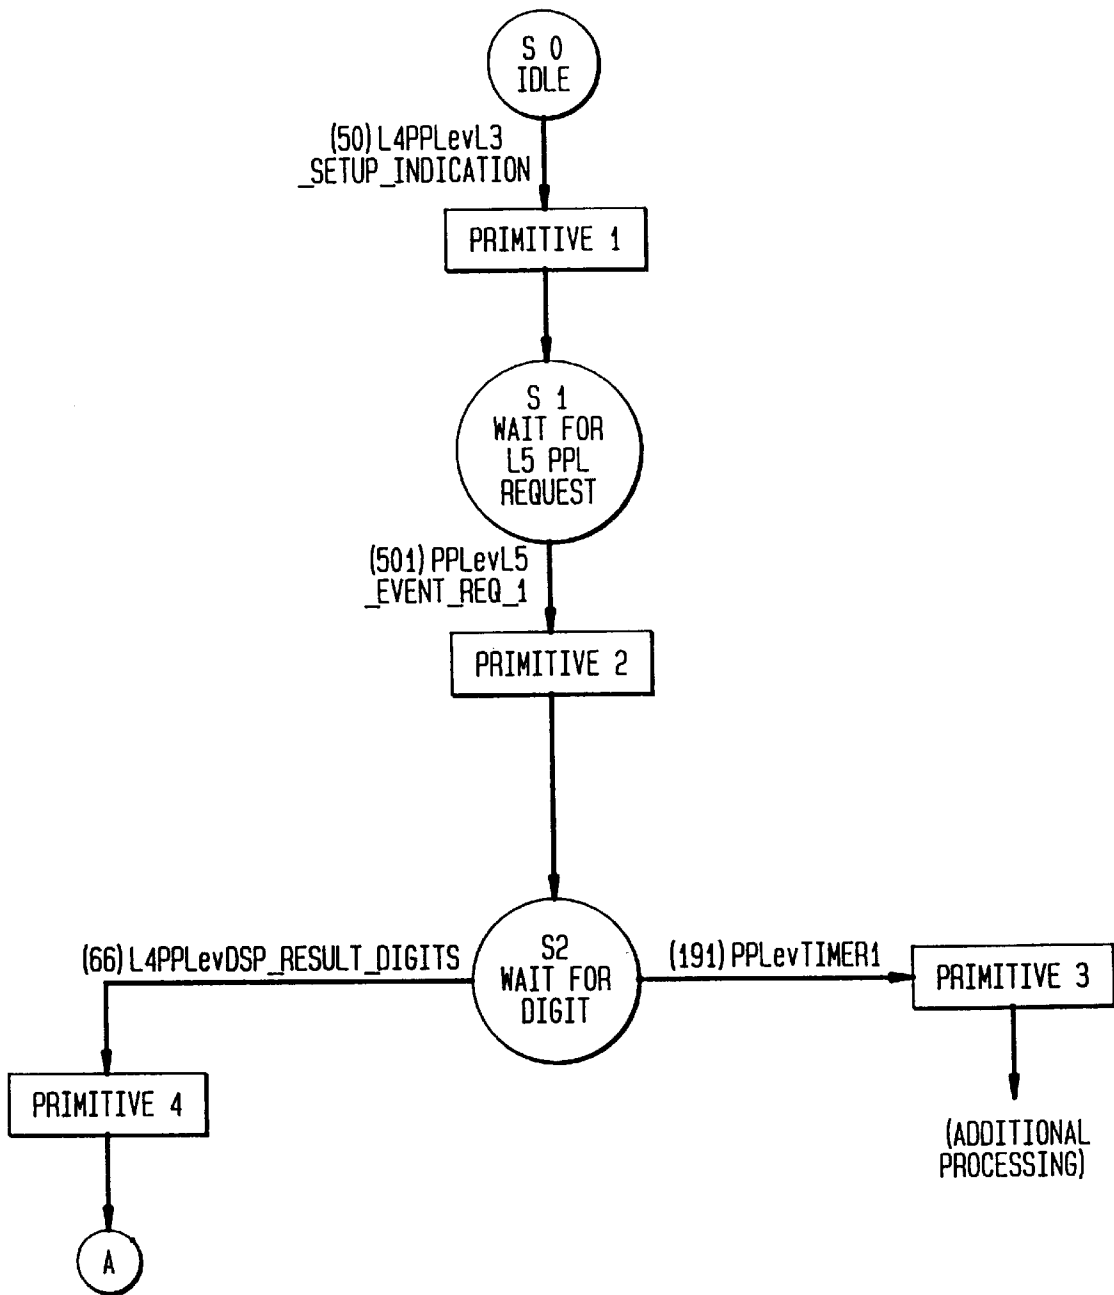 S 0
IDLE
(50) L4PPLevL3
_SETUP_INDICATION
PRIMITIVE 1
S 1
WAIT FOR
L5 PPL
REQUEST
(501) PPLevL5
_EVENT_REQ_1
PRIMITIVE 2
(66) L4PPLevDSP_RESULT_DIGITS
S2
WAIT FOR
DIGIT
(191) PPLevTIMER1
PRIMITIVE 3
PRIMITIVE 4
(ADDITIONAL
PROCESSING)
A